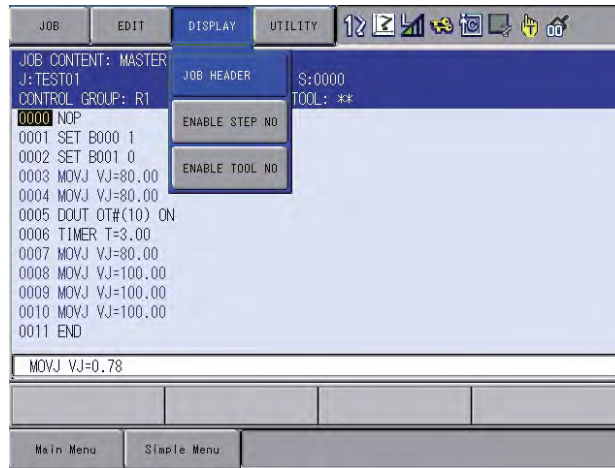 JOB EDIT DISPLAY UTILITY
JOB CONTENT: MASTER
J:TEST01 S:0000
CONTROL GROUP: R1 TOOL: **
JOB HEADER
ENABLE STEP NO
ENABLE TOOL NO
0000 NOP
0001 SET B000 1
0002 SET B001 0
0003 MOVJ VJ=80.00
0004 MOVJ VJ=80.00
0005 DOUT OT#(10) ON
0006 TIMER T=3.00
0007 MOVJ VJ=80.00
0008 MOVJ VJ=100.00
0009 MOVJ VJ=100.00
0010 MOVJ VJ=100.00
0011 END
MOVJ VJ=0.78
Main Menu Simple Menu